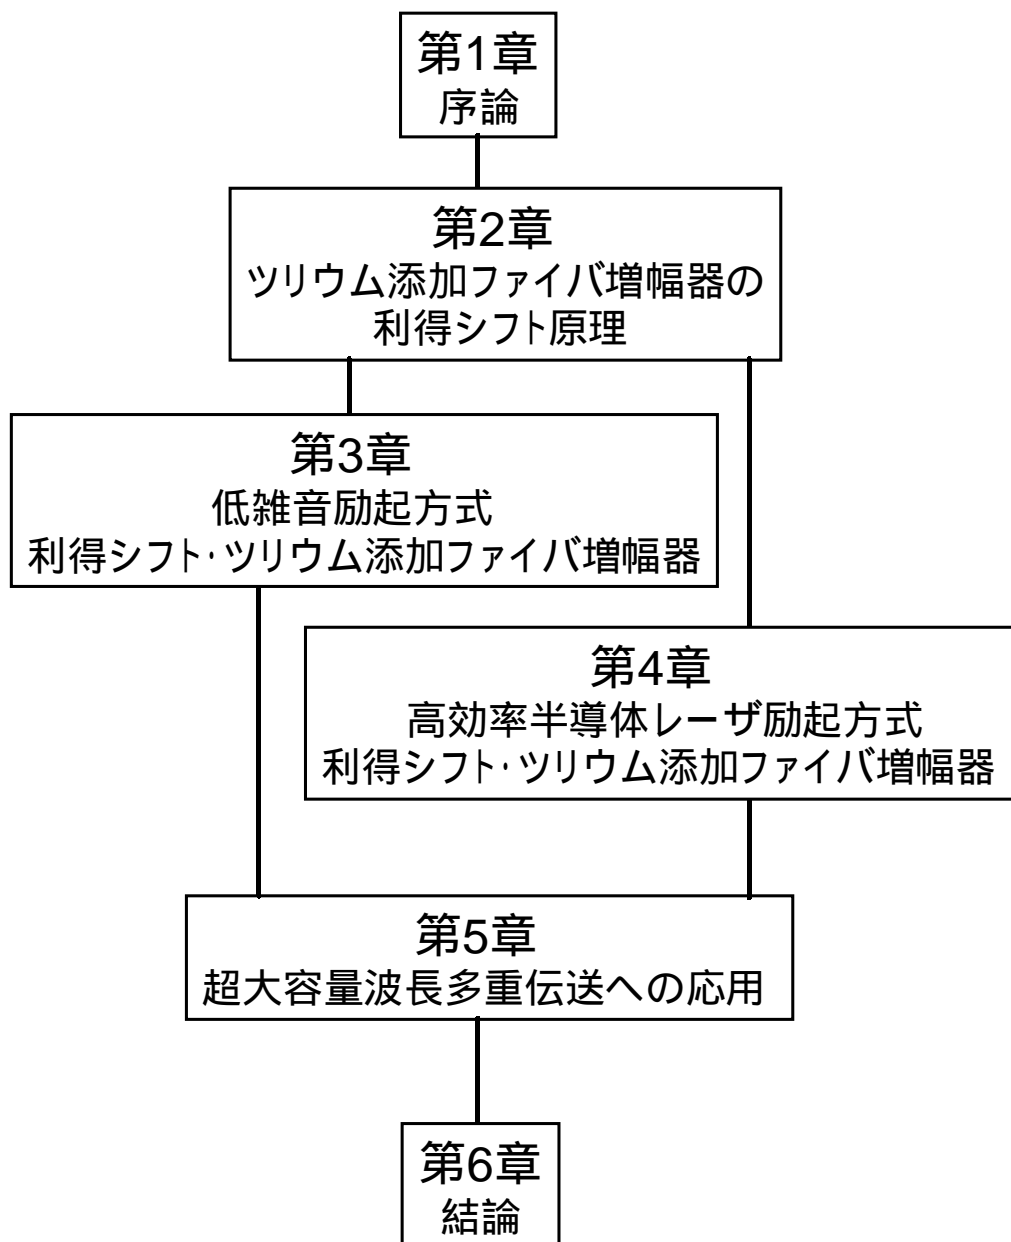 第1章
序論
第2章
ツリウム添加ファイバ増幅器の
利得シフト原理
第3章
低雑音励起方式
利得シフト・ツリウム添加ファイバ増幅器
第4章
高効率半導体レーザ励起方式
利得シフト・ツリウム添加ファイバ増幅器
第5章
超大容量波長多重伝送への応用
第6章
結論